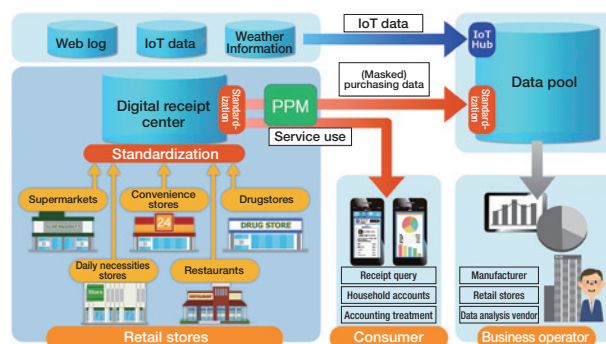 Web log
IoT data
Weather
Information
IoT data
IoT
Hub
Data pool
Digital receipt
center
Standard-
ization
PPM
(Masked)
purchasing data
Standard-
ization
Service use
Standardization
Supermarkets
Convenience
stores
Drugstores
24
DRUG STORE
Daily necessities
stores
Restaurants
Store
RESTAURANT
Retail stores
Receipt query
Household accounts
Accounting treatment
Consumer
Manufacturer
Retail stores
Data analysis vendor
Business operator